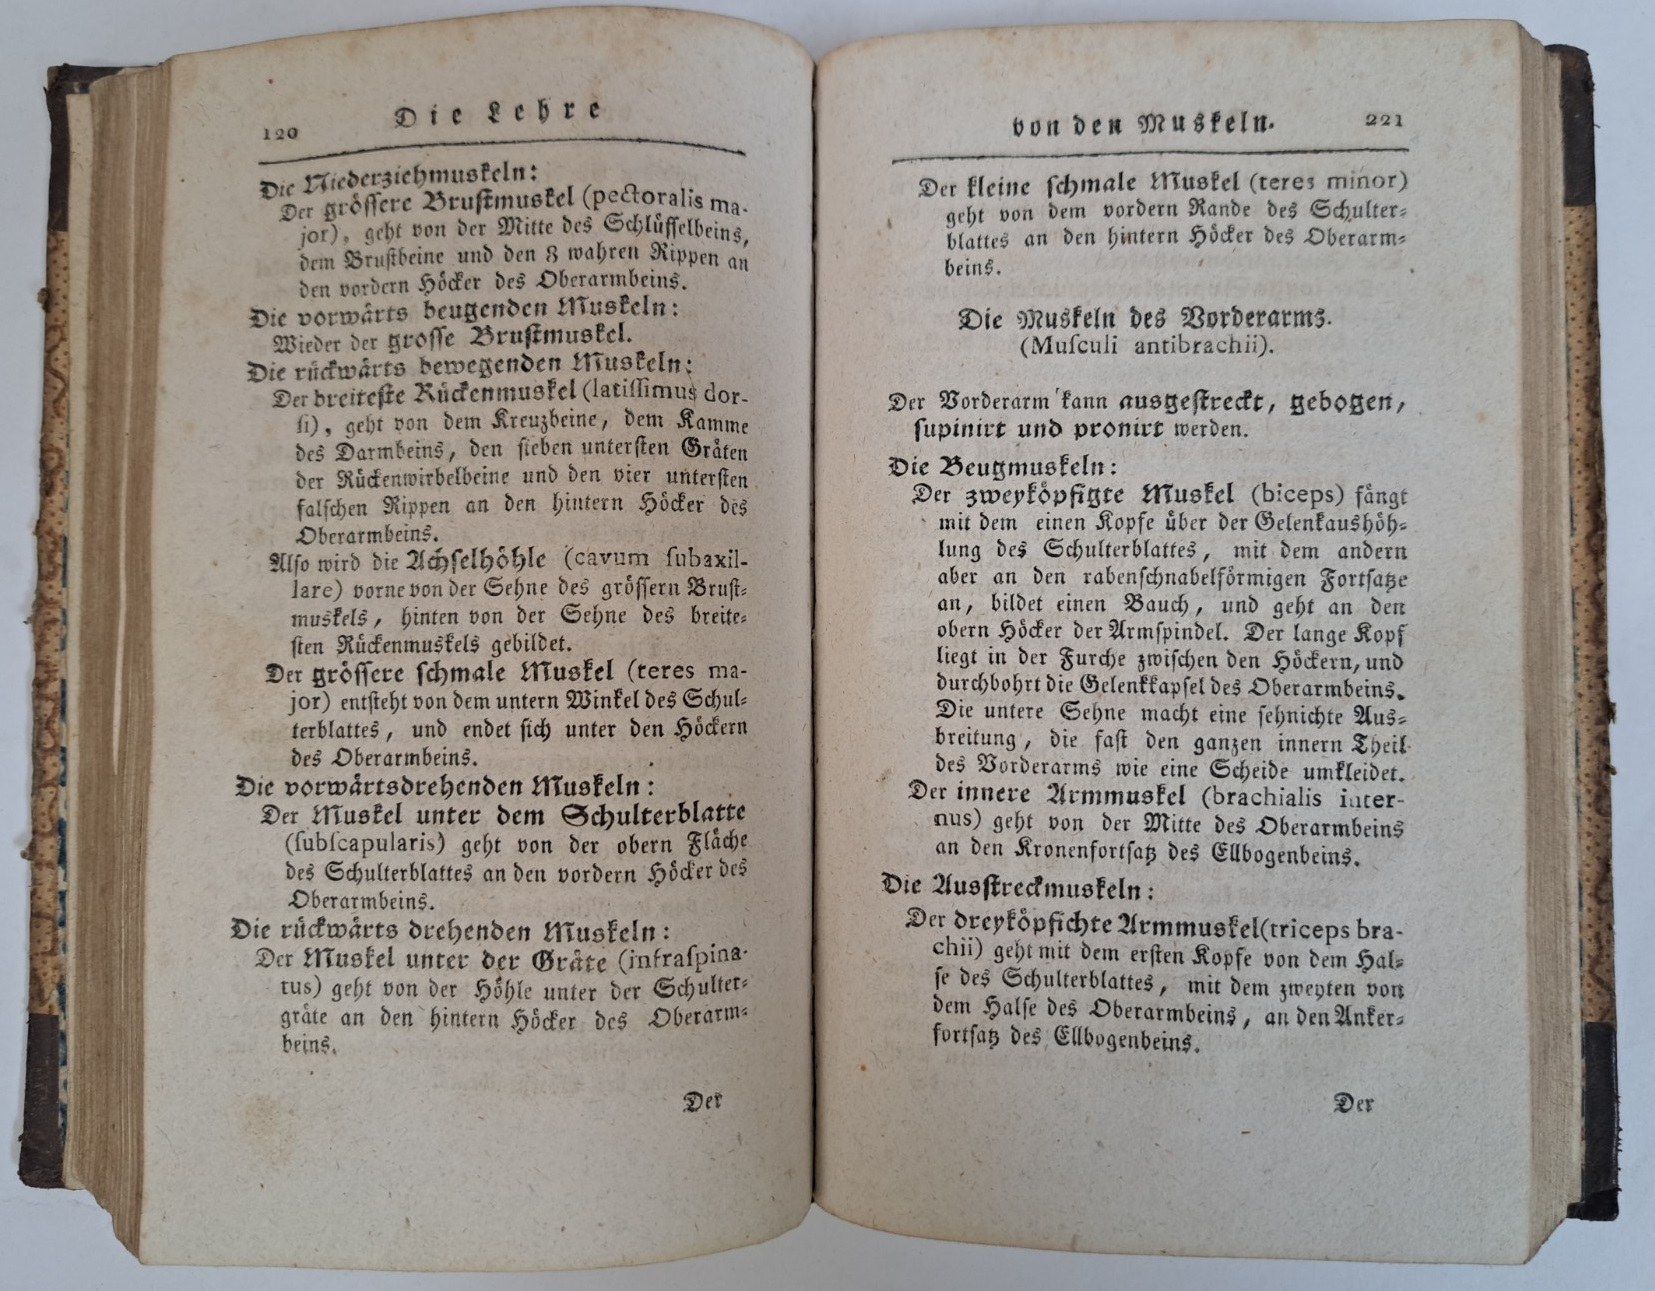 120 Die Lehre
Die Niederziehmuskeln:
Der grössere Brustmuskel (pectoralis ma-
jor), geht von der Mitte des Schlüsselbeins,
dem Brustbeine und den 8 wahren Rippen an
den vordern Höcker des Oberarmbeins.
Die vorwärts beugenden Muskeln:
Wieder der grosse Brustmuskel.
Die rückwärts bewegenden Muskeln:
Der breiteste Rückenmuskel (latiſſimus dor-
ſi), geht von dem Kreuzbeine, dem Kamme
des Darmbeins, den ſieben unterſten Gräten
der Rückenwirbelbeine und den vier unterſten
falſchen Rippen an den hintern Höcker des
Oberarmbeins.
Alſo wird die Achſelhöhle (cavum ſubaxil-
lare) vorne von der Sehne des gröſſern Bruſt-
muskels, hinten von der Sehne des breite-
ſten Rückenmuskels gebildet.
Der gröſſere ſchmale Muskel (teres ma-
jor) entſteht von dem untern Winkel des Schul-
terblattes, und endet ſich unter den Höckern
des Oberarmbeins.
Die vorwärtsdrehenden Muskeln:
Der Muskel unter dem Schulterblatte
(ſubſcapularis) geht von der obern Fläche
des Schulterblattes an den vordern Höcker des
Oberarmbeins.
Die rückwärts drehenden Muskeln:
Der Muskel unter der Gräte (infraſpina-
tus) geht von der Höhle unter der Schulter-
gräte an den hintern Höcker des Oberarm-
beins.
Der
von den Muskeln. 221
Der kleine ſchmale Muskel (teres minor)
geht von dem vordern Rande des Schulter-
blattes an den hintern Höcker des Oberarm-
beins.
Die Muskeln des Vorderarms.
(Muſculi antibrachii).
Der Vorderarm kann ausgeſtreckt, gebogen,
ſupinirt und pronirt werden.
Die Beugmuskeln:
Der zweyköpfigte Muskel (biceps) fängt
mit dem einen Kopfe über der Gelenkaushöh-
lung des Schulterblattes, mit dem andern
aber an den rabenſchnabelförmigen Fortſatze
an, bildet einen Bauch, und geht an den
obern Höcker der Armſpindel. Der lange Kopf
liegt in der Furche zwiſchen den Höckern, und
durchbohrt die Gelenkkapſel des Oberarmbeins.
Die untere Sehne macht eine ſehnichte Aus-
breitung, die faſt den ganzen innern Theil
des Vorderarms wie eine Scheide umkleidet.
Der innere Armmuskel (brachialis inter-
nus) geht von der Mitte des Oberarmbeins
an den Kronenfortſatz des Ellbogenbeins.
Die Ausſtreckmuskeln:
Der dreyköpfichte Armmuskel (triceps bra-
chii) geht mit dem erſten Kopfe von dem Hal-
ſe des Schulterblattes, mit dem zweyten von
dem Halſe des Oberarmbeins, an den Anker-
fortſatz des Ellbogenbeins.
Der